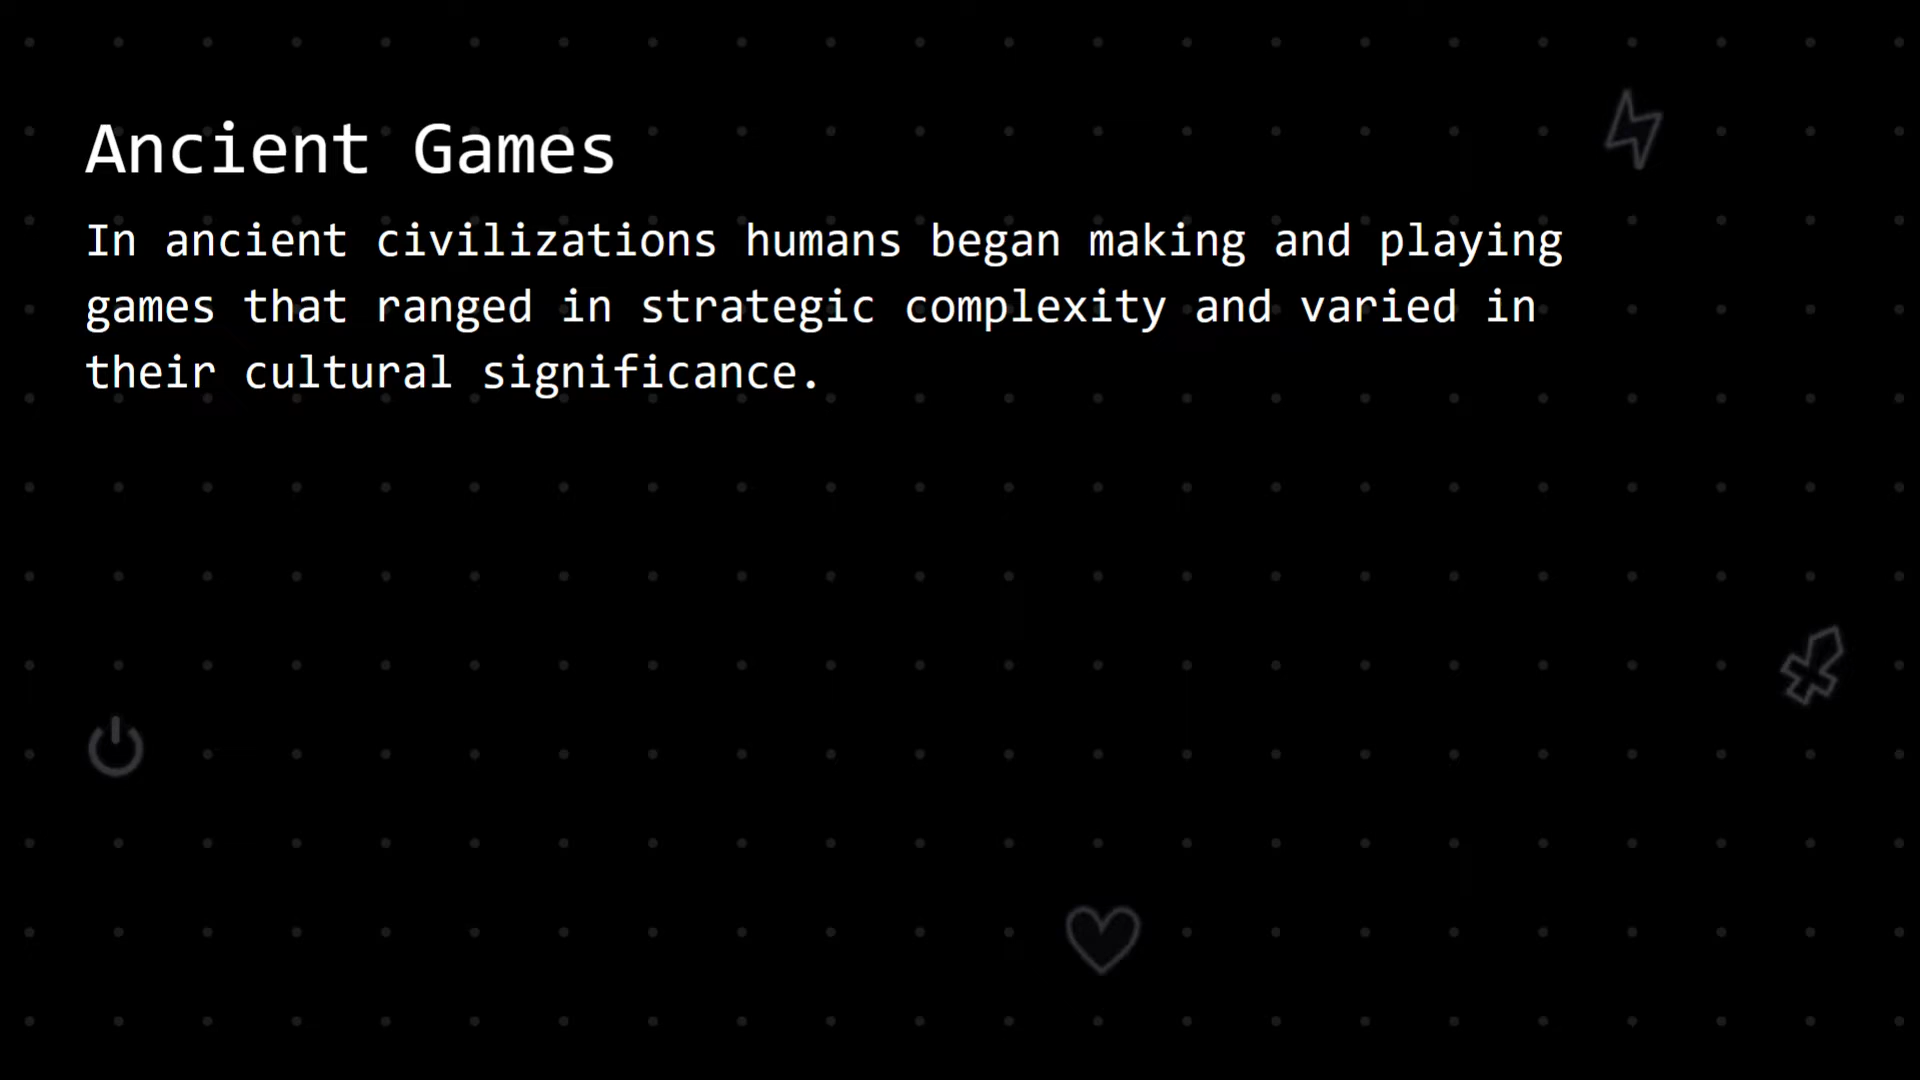 Ancient Games
In ancient civilizations humans began making and playing
games that ranged in strategic complexity and varied in
their cultural significance.